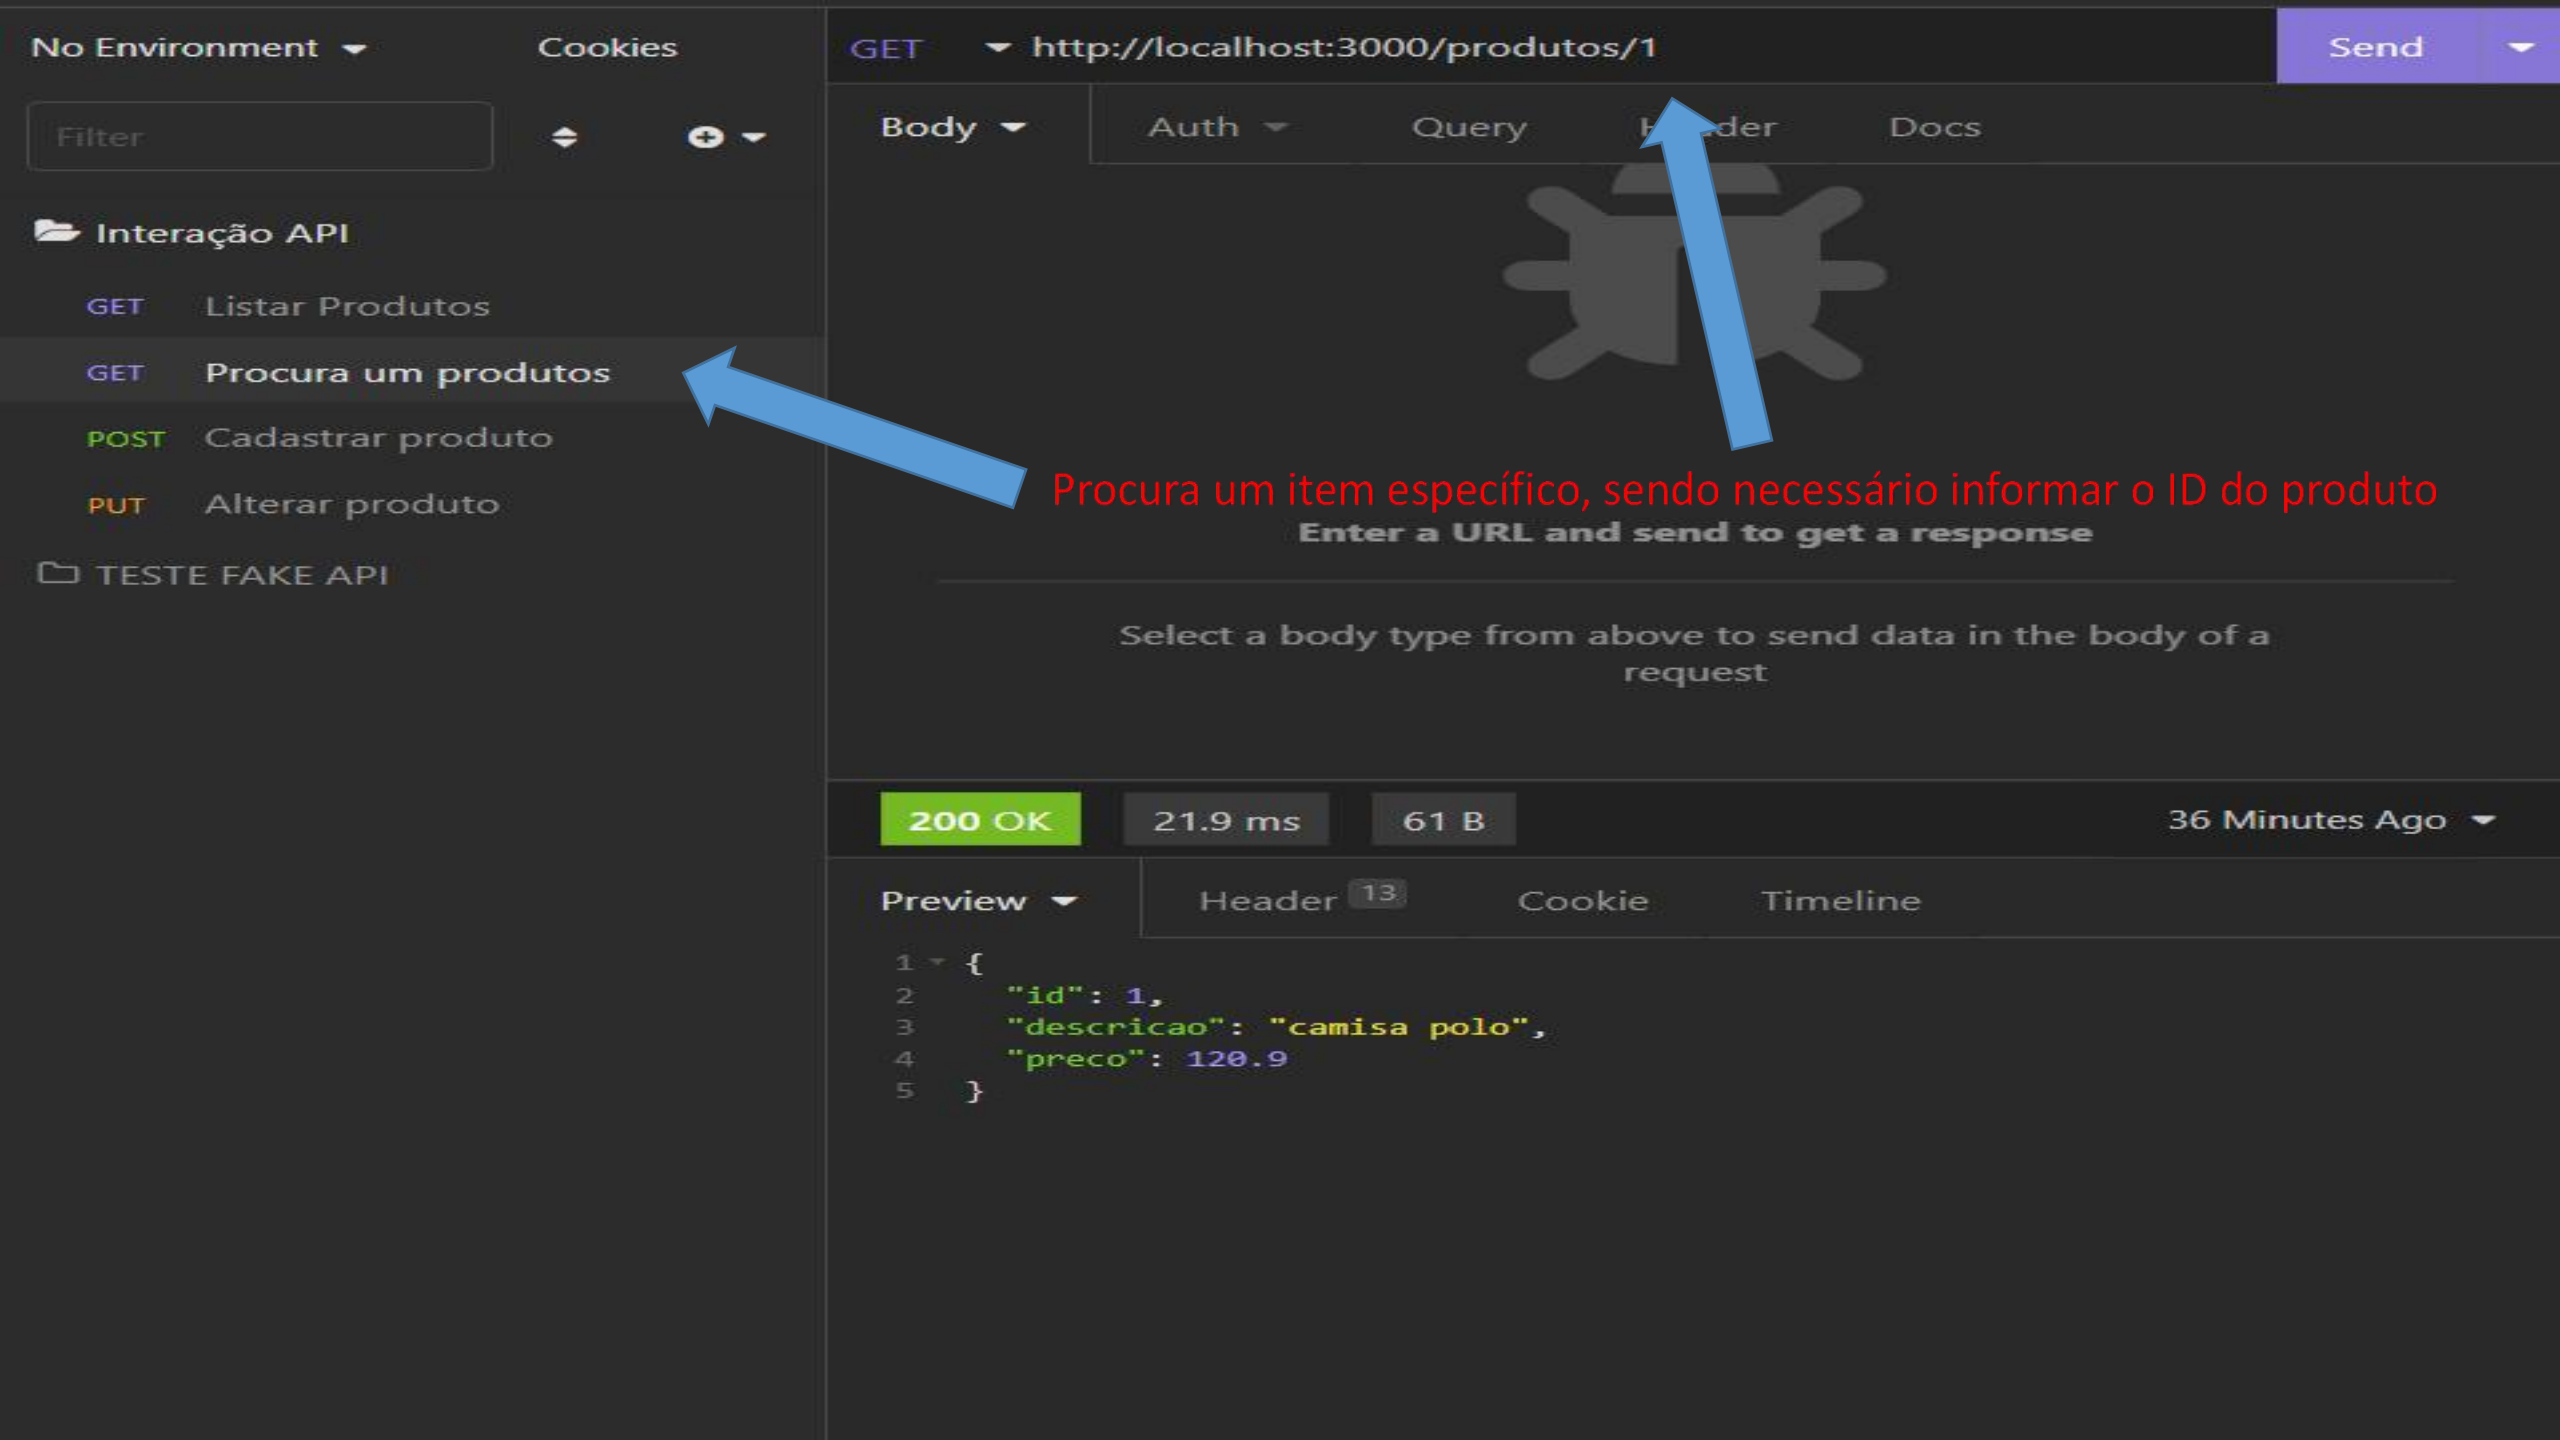 No Environment
Cookies
Filter
Interação API
GET Listar Produtos
GET Procura um produtos
POST Cadastrar produto
PUT Alterar produto
TESTE FAKE API
GET http://localhost:3000/produtos/1 Send
Body Auth Query Docs
Procura um item específico, sendo necessário informar o ID do produto
Enter a URL and send to get a response
Select a body type from above to send data in the body of a
request
200 OK 21.9 ms 61 B 36 Minutes Ago
Preview Header 13 Cookie Timeline
1 {
2 "id": 1,
3 "descricao": "camisa polo",
4 "preco": 120.9
5 }